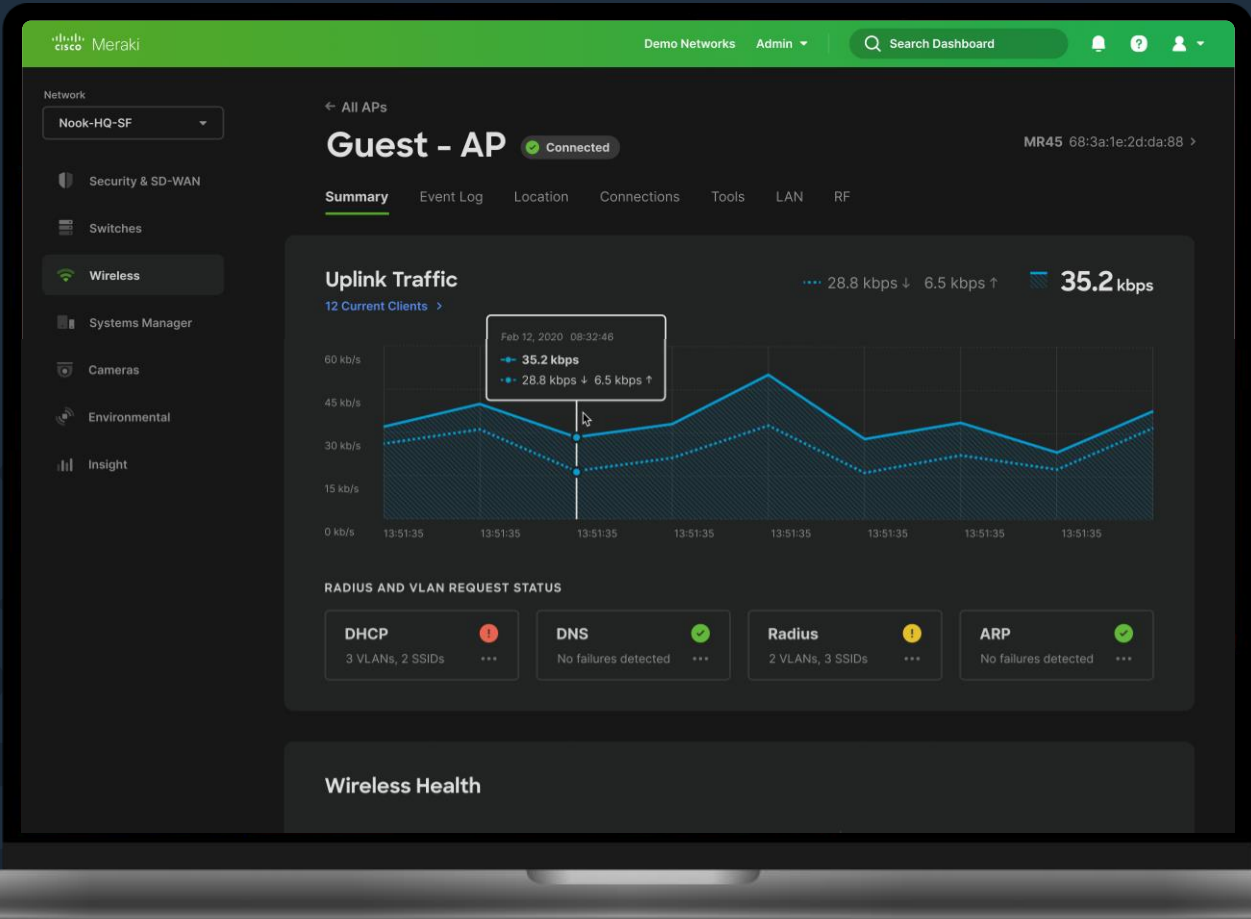 cisco Meraki
Demo Networks Admin Search Dashboard ?
Network
Nook-HQ-SF
Security & SD-WAN
Switches
Wireless
Systems Manager
Cameras
Environmental
Insight
← All APs
Guest - AP Connected
MR45 68:3a:1e:2d:da:88 >
Summary Event Log Location Connections Tools LAN RF
Uplink Traffic
28.8 kbps ↓ 6.5 kbps ↑ 35.2 kbps
12 Current Clients >
Feb 12, 2020 08:32:46
35.2 kbps
28.8 kbps ↓ 6.5 kbps ↑
60 kb/s
45 kb/s
30 kb/s
15 kb/s
0 kb/s 13:51:35 13:51:35 13:51:35 13:51:35 13:51:35 13:51:35 13:51:35 13:51:35
RADIUS AND VLAN REQUEST STATUS
DHCP !
3 VLANs, 2 SSIDs •••
DNS
No failures detected •••
Radius !
2 VLANs, 3 SSIDs •••
ARP
No failures detected •••
Wireless Health